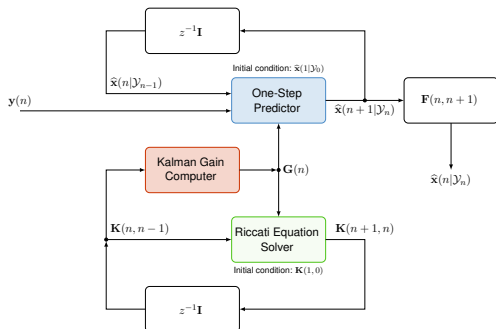 z⁻¹I
Initial condition: x̂(1|𝒴₀)
x̂(n|𝒴ₙ₋₁)
One-Step
Predictor
F(n, n+1)
y(n)
x̂(n+1|𝒴ₙ)
Kalman Gain
Computer
G(n)
x̂(n|𝒴ₙ)
K(n, n−1)
Riccati Equation
Solver
K(n+1, n)
Initial condition: K(1,0)
z⁻¹I